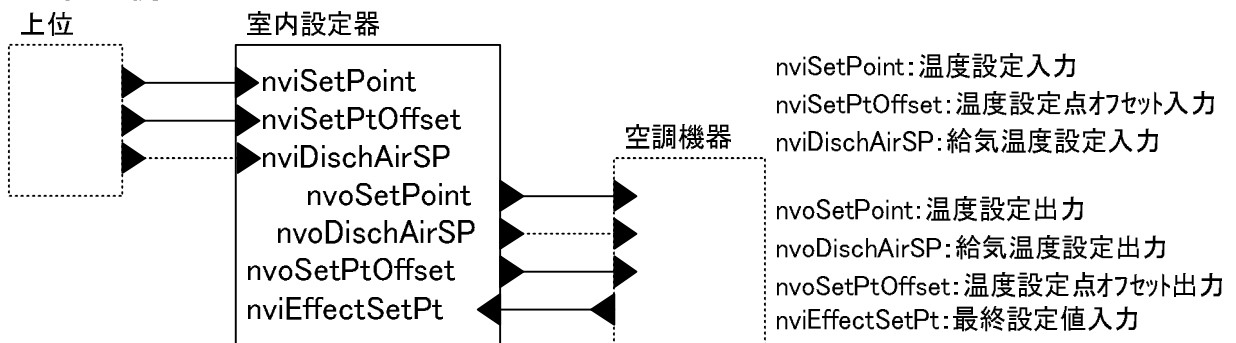 上位
室内設定器
nviSetPoint
nviSetPtOffset
nviDischAirSP
nvoSetPoint
nvoDischAirSP
nvoSetPtOffset
nviEffectSetPt
空調機器
nviSetPoint:温度設定入力
nviSetPtOffset:温度設定点オフセット入力
nviDischAirSP:給気温度設定入力
nvoSetPoint:温度設定出力
nvoDischAirSP:給気温度設定出力
nvoSetPtOffset:温度設定点オフセット出力
nviEffectSetPt:最終設定値入力